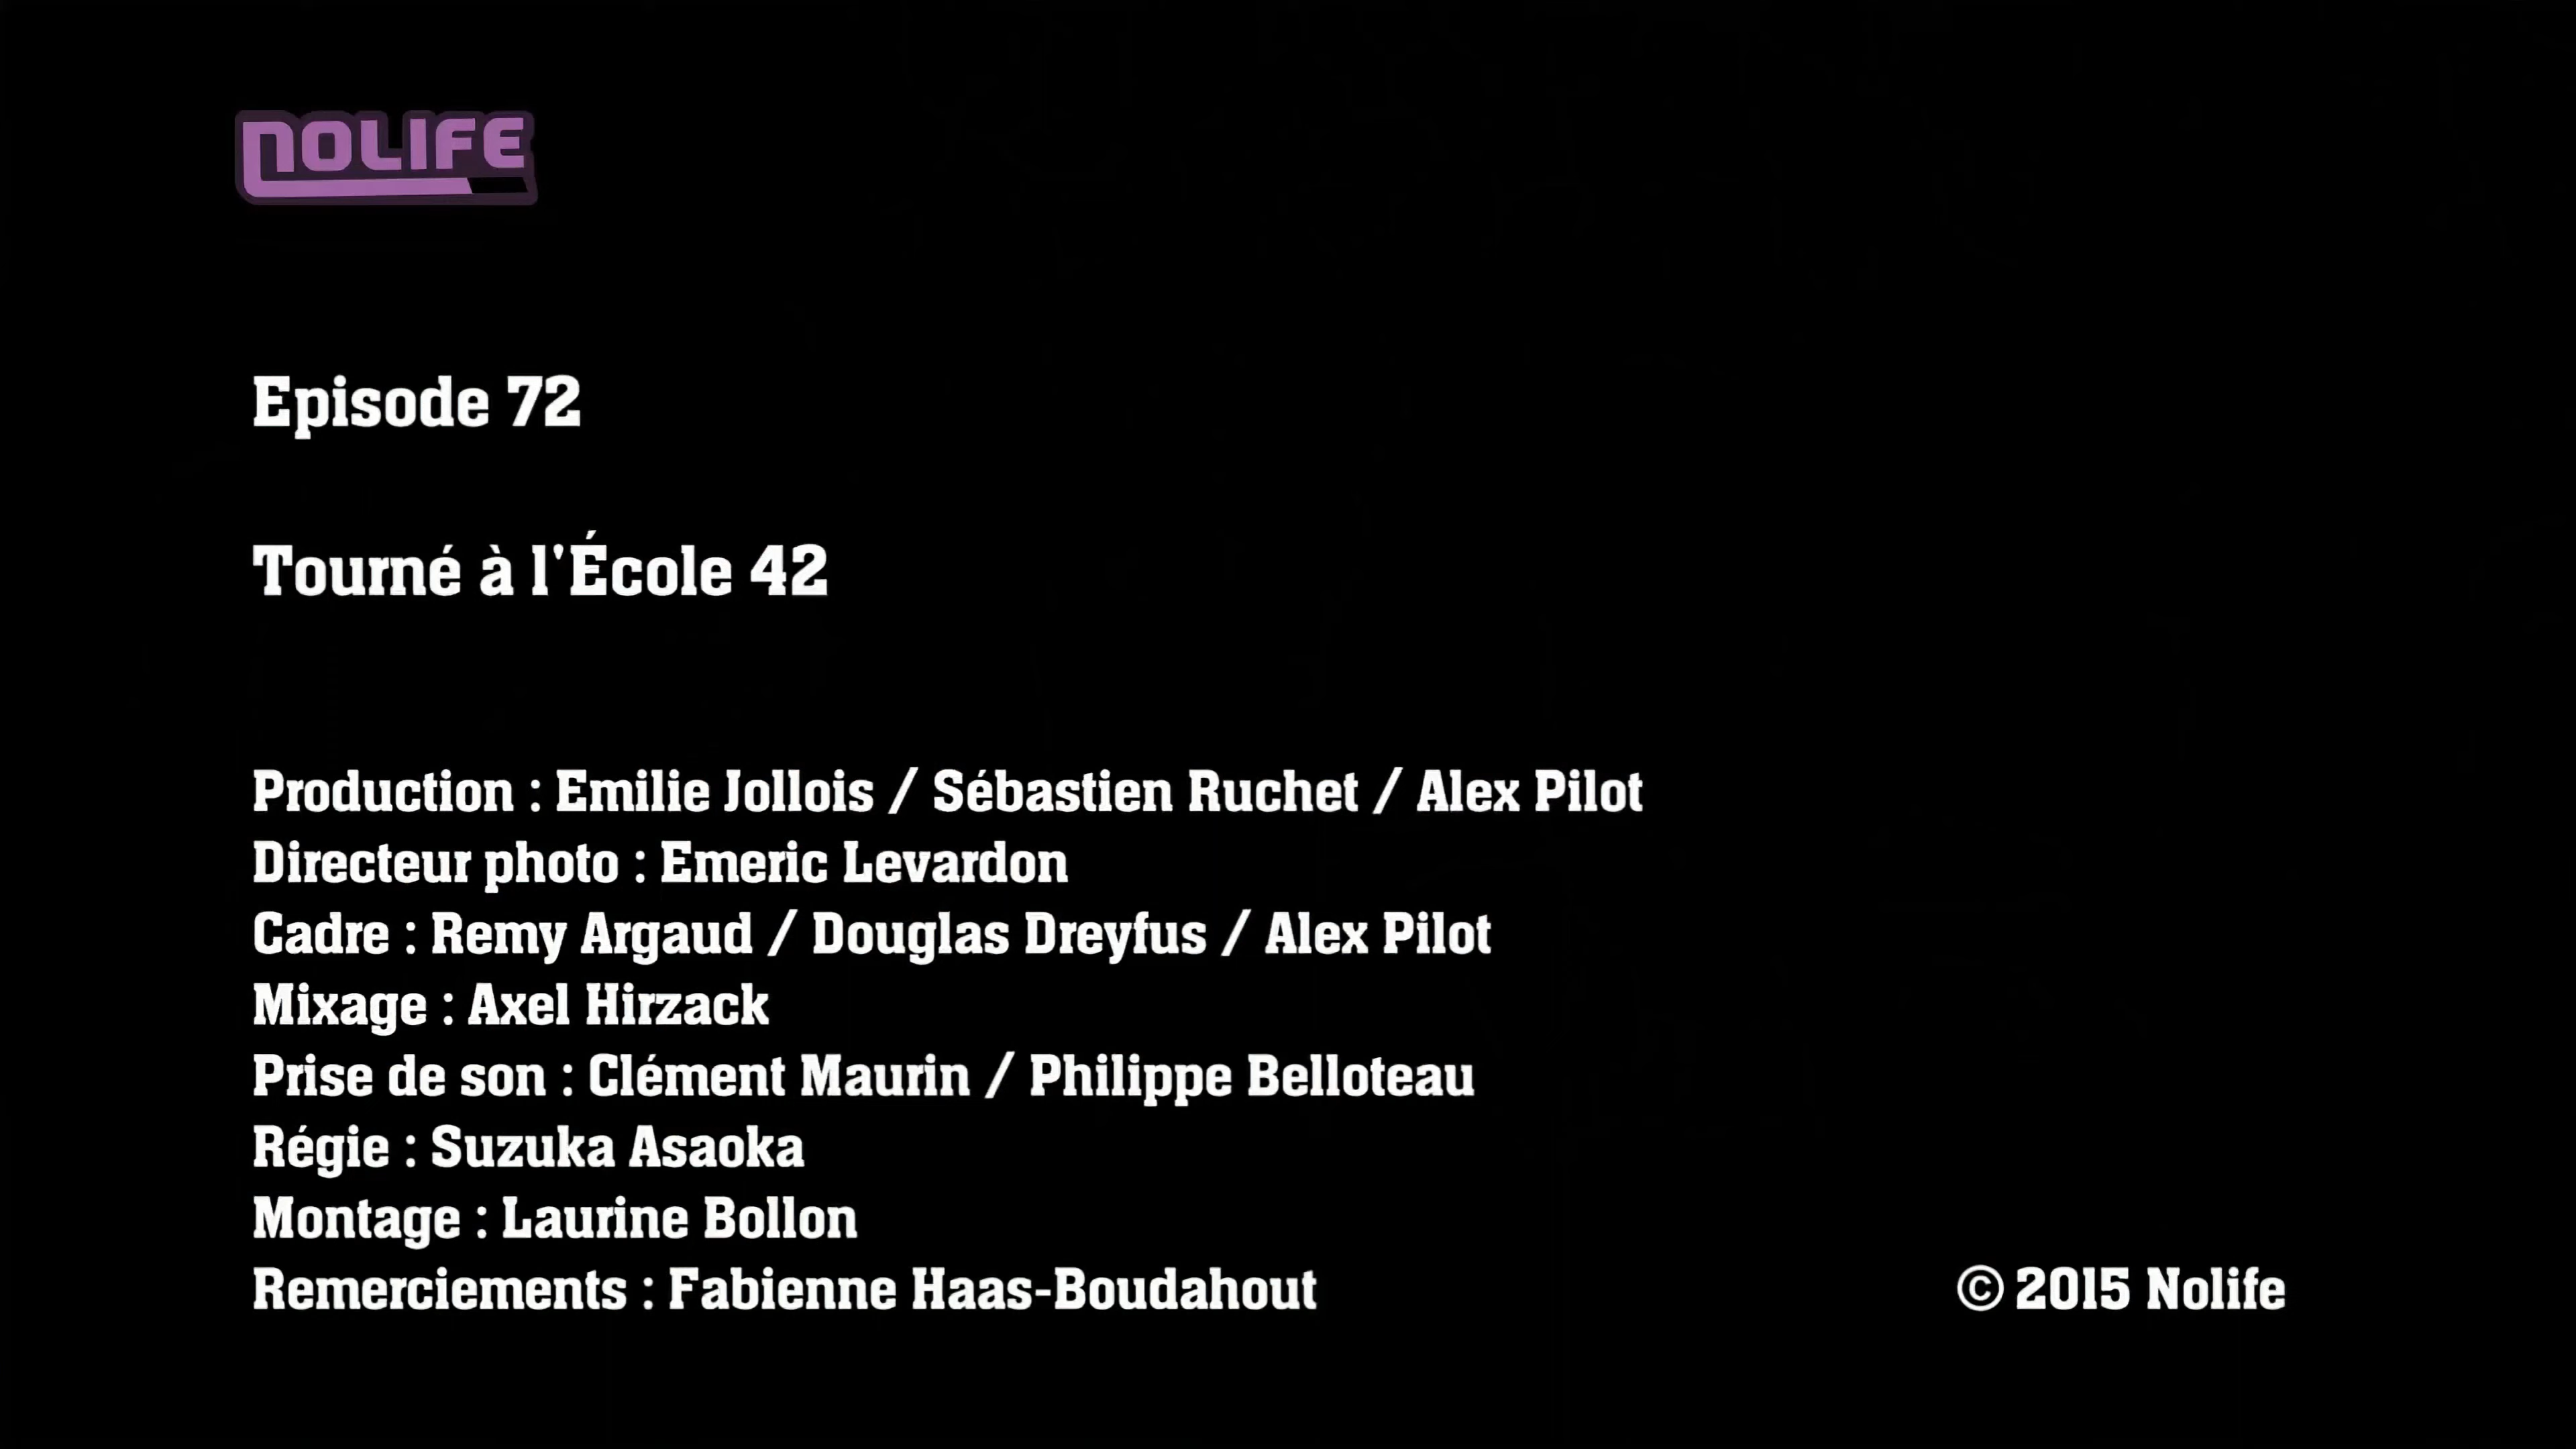 NOLIFE
Episode 72
Tourné à l'École 42
Production : Emilie Jollois / Sébastien Ruchet / Alex Pilot
Directeur photo : Emeric Levardon
Cadre : Remy Argaud / Douglas Dreyfus / Alex Pilot
Mixage : Axel Hirzack
Prise de son : Clément Maurin / Philippe Belloteau
Régie : Suzuka Asaoka
Montage : Laurine Bollon
Remerciements : Fabienne Haas-Boudahout
© 2015 Nolife